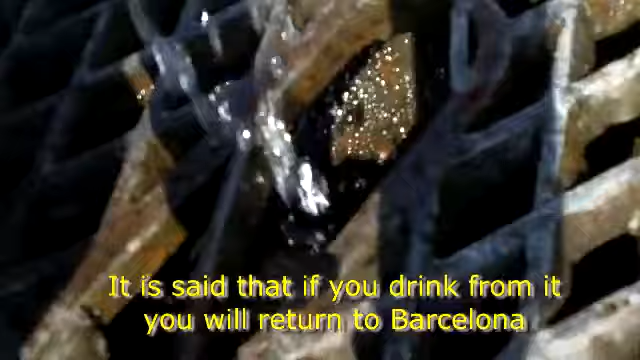 It is said that if you drink from it
you will return to Barcelona